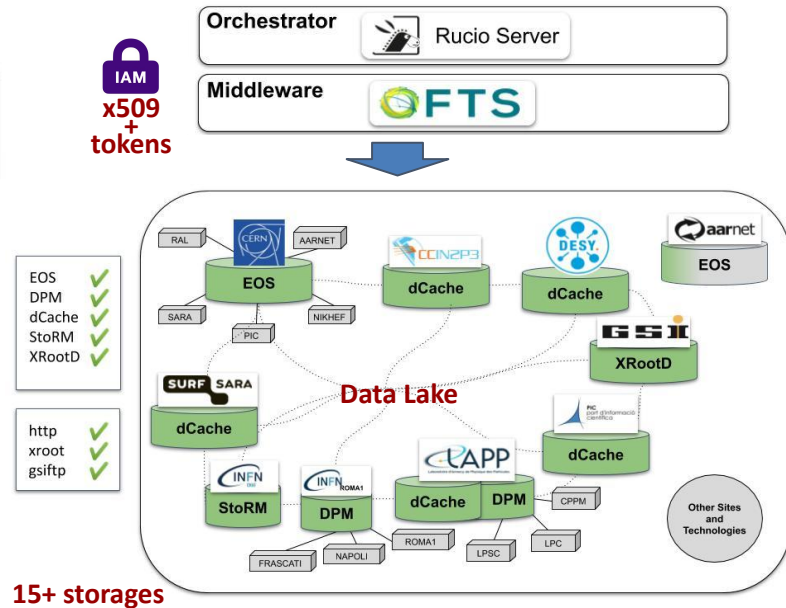 Orchestrator
Rucio Server
IAM
x509
+
tokens
Middleware
FTS
RAL
CERN
AARNET
EOS
SARA
NIKHEF
PIC
CCIN2P3
dCache
DESY.
dCache
aarnet
EOS
EOS
DPM
dCache
StoRM
XRootD
http
xroot
gsiftp
GSI
XRootD
SURF SARA
dCache
Data Lake
PIC
port d'informació
científica
dCache
INFN
StoRM
INFN
ROMA1
DPM
LAPP
dCache
DPM
CPPM
LPC
LPSC
ROMA1
NAPOLI
FRASCATI
Other Sites
and
Technologies
15+ storages